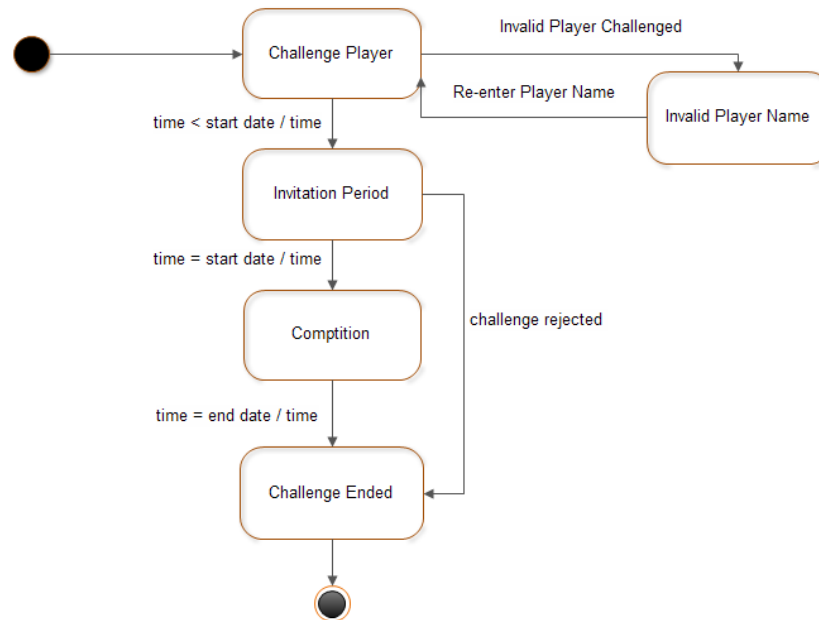 Invalid Player Challenged
Challenge Player
Re-enter Player Name
Invalid Player Name
time < start date / time
Invitation Period
time = start date / time
challenge rejected
Comptition
time = end date / time
Challenge Ended